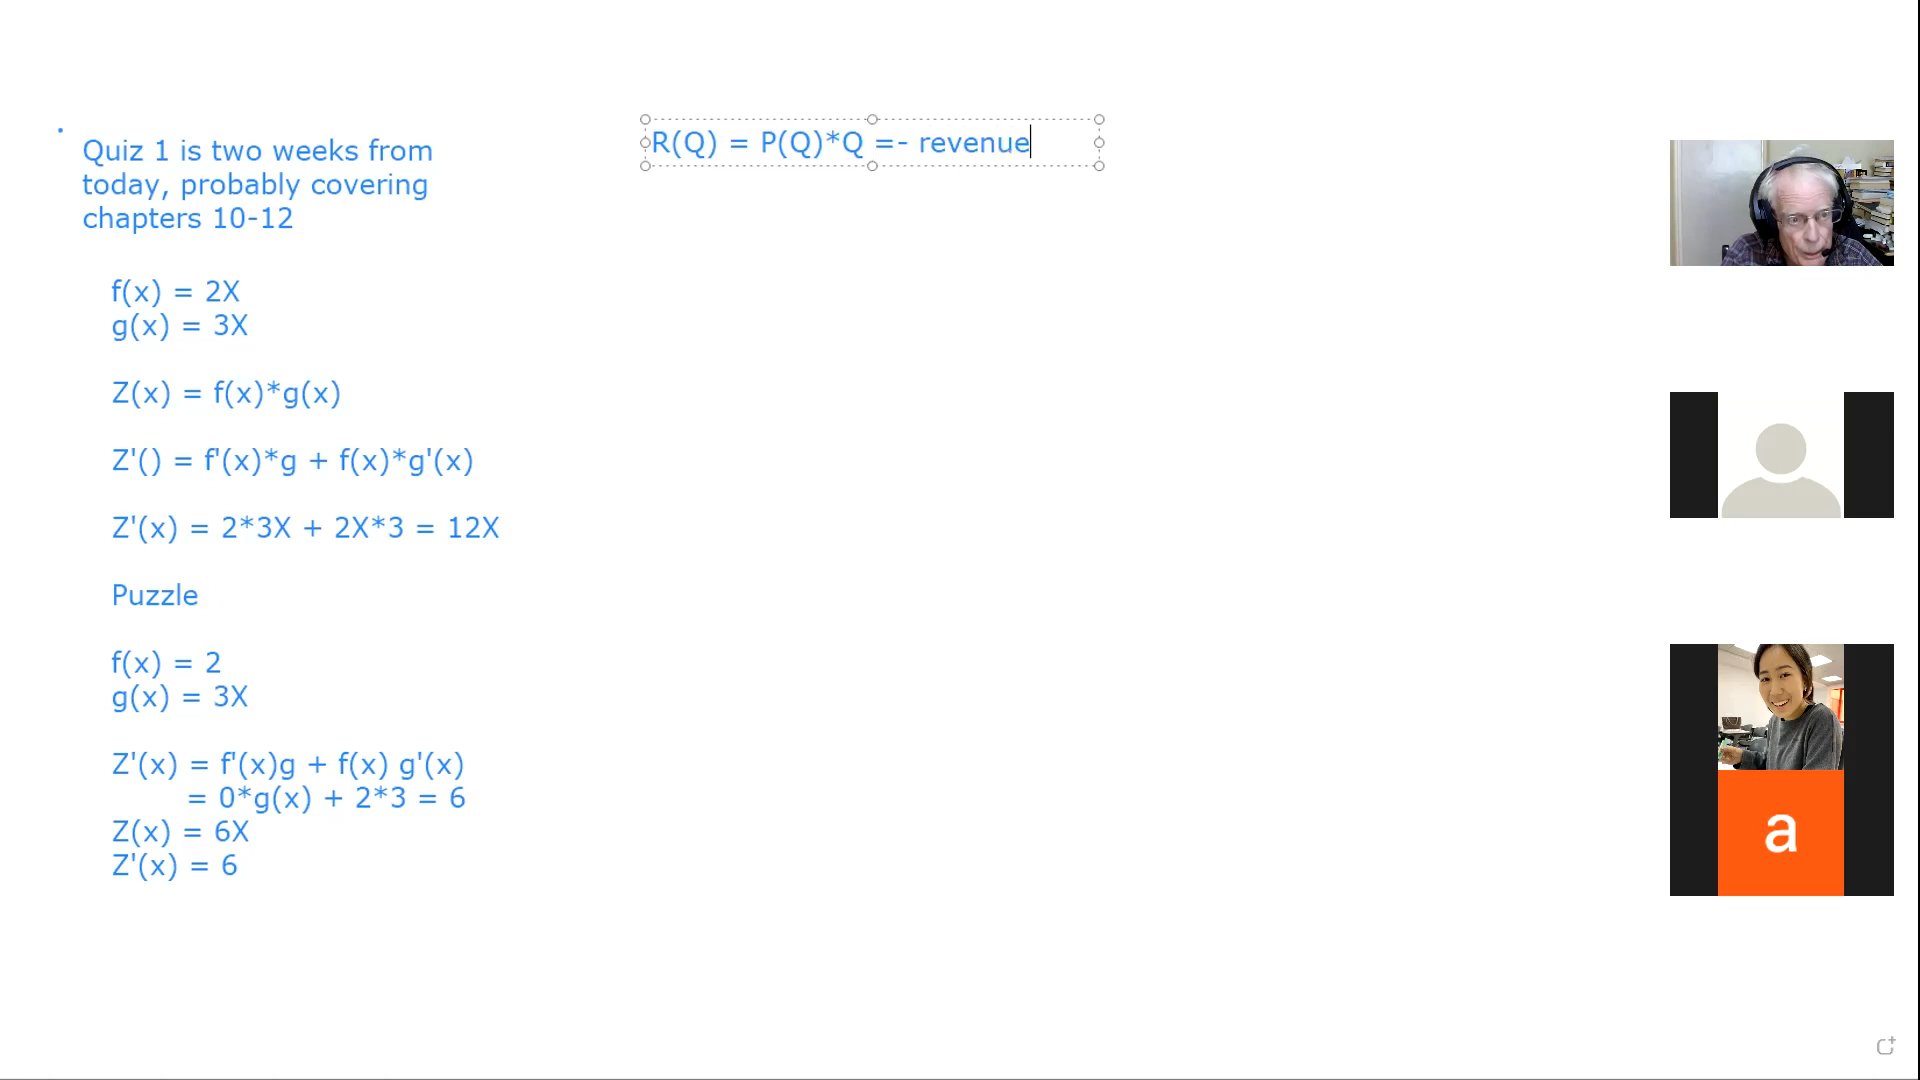 Quiz 1 is two weeks from
today, probably covering
chapters 10-12
f(x) = 2X
g(x) = 3X
Z(x) = f(x)*g(x)
Z'() = f'(x)*g + f(x)*g'(x)
Z'(x) = 2*3X + 2X*3 = 12X
Puzzle
f(x) = 2
g(x) = 3X
Z'(x) = f'(x)g + f(x) g'(x)
= 0*g(x) + 2*3 = 6
Z(x) = 6X
Z'(x) = 6
R(Q) = P(Q)*Q =- revenue
a